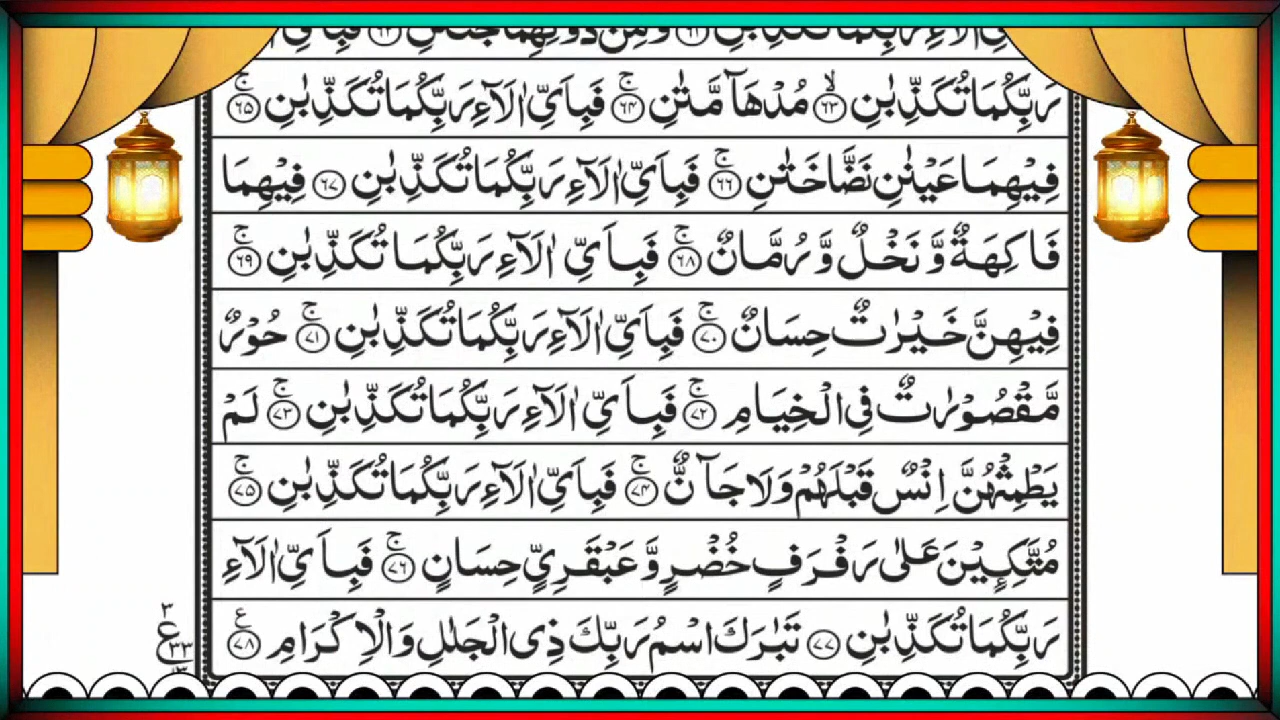 رَبِّكُمَا تُكَذِّبٰنِ ﴿٦٣﴾ۙ مُدْهَآ مَّتٰنِ ﴿٦٤﴾ۚ فَبِاَيِّ اٰلَآءِ رَبِّكُمَا تُكَذِّبٰنِ ﴿٦٥﴾ۚ
فِيْهِمَا عَيْنٰنِ نَضَّاخَتٰنِ ﴿٦٦﴾ۚ فَبِاَيِّ اٰلَآءِ رَبِّكُمَا تُكَذِّبٰنِ ﴿٦٧﴾ فِيْهِمَا
فَاكِهَةٌ وَّ نَخْلٌ وَّ رُمَّانٌ ﴿٦٨﴾ۚ فَبِاَيِّ اٰلَآءِ رَبِّكُمَا تُكَذِّبٰنِ ﴿٦٩﴾ۚ
فِيْهِنَّ خَيْرٰتٌ حِسَانٌ ﴿٧٠﴾ۚ فَبِاَيِّ اٰلَآءِ رَبِّكُمَا تُكَذِّبٰنِ ﴿٧١﴾ۚ حُوْرٌ
مَّقْصُوْرٰتٌ فِى الْخِيَامِ ﴿٧٢﴾ۚ فَبِاَيِّ اٰلَآءِ رَبِّكُمَا تُكَذِّبٰنِ ﴿٧٣﴾ۚ لَمْ
يَطْمِثْهُنَّ اِنْسٌ قَبْلَهُمْ وَلَا جَآنٌّ ﴿٧٤﴾ۚ فَبِاَيِّ اٰلَآءِ رَبِّكُمَا تُكَذِّبٰنِ ﴿٧٥﴾ۚ
مُتَّكِـِٕيْنَ عَلٰى رَفْرَفٍ خُضْرٍ وَّ عَبْقَرِيٍّ حِسَانٍ ﴿٧٦﴾ۚ فَبِاَيِّ اٰلَآءِ
رَبِّكُمَا تُكَذِّبٰنِ ﴿٧٧﴾ تَبٰرَكَ اسْمُ رَبِّكَ ذِى الْجَلٰلِ وَالْاِكْرَامِ ﴿٧٨﴾ع